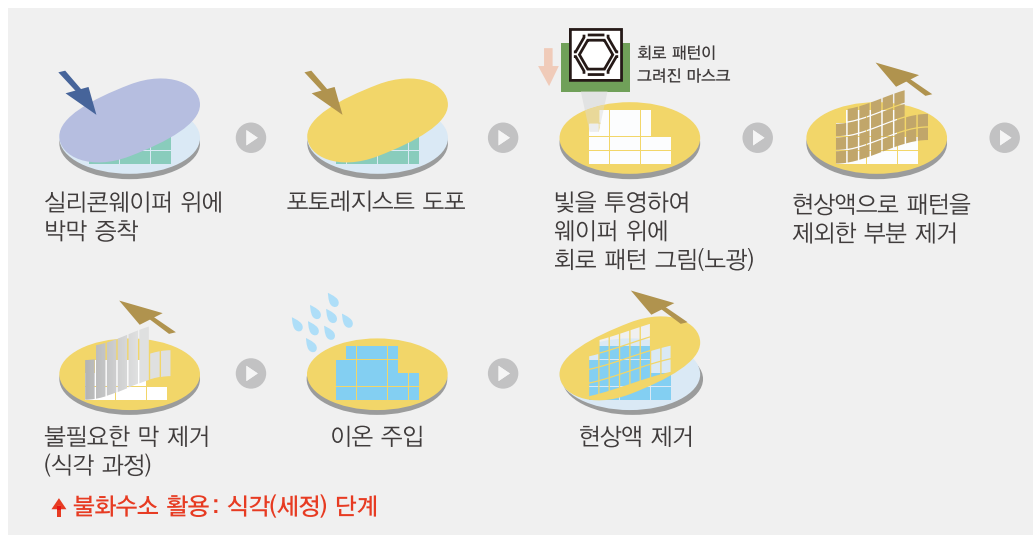 회로 패턴이
그려진 마스크
실리콘웨이퍼 위에
박막 증착
포토레지스트 도포
빛을 투영하여
웨이퍼 위에
회로 패턴 그림(노광)
현상액으로 패턴을
제외한 부분 제거
불필요한 막 제거
(식각 과정)
이온 주입
현상액 제거
불화수소 활용: 식각(세정) 단계